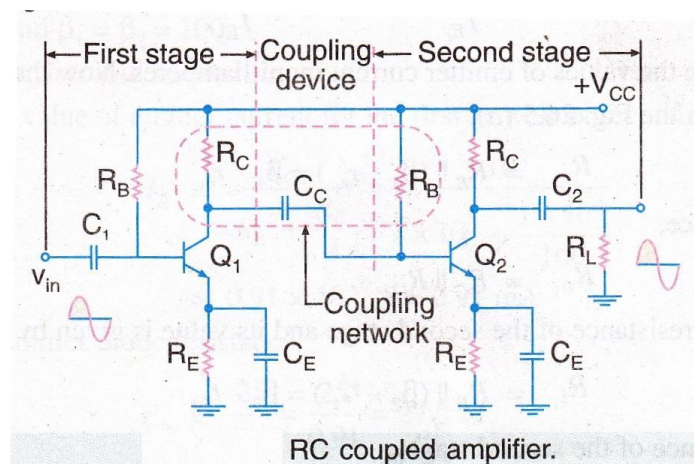 First stage Coupling device Second stage
+VCC
RC RC
RB CC RB C2
C1 Q1 Q2 RL
vin
Coupling network
RE CE RE CE
RC coupled amplifier.